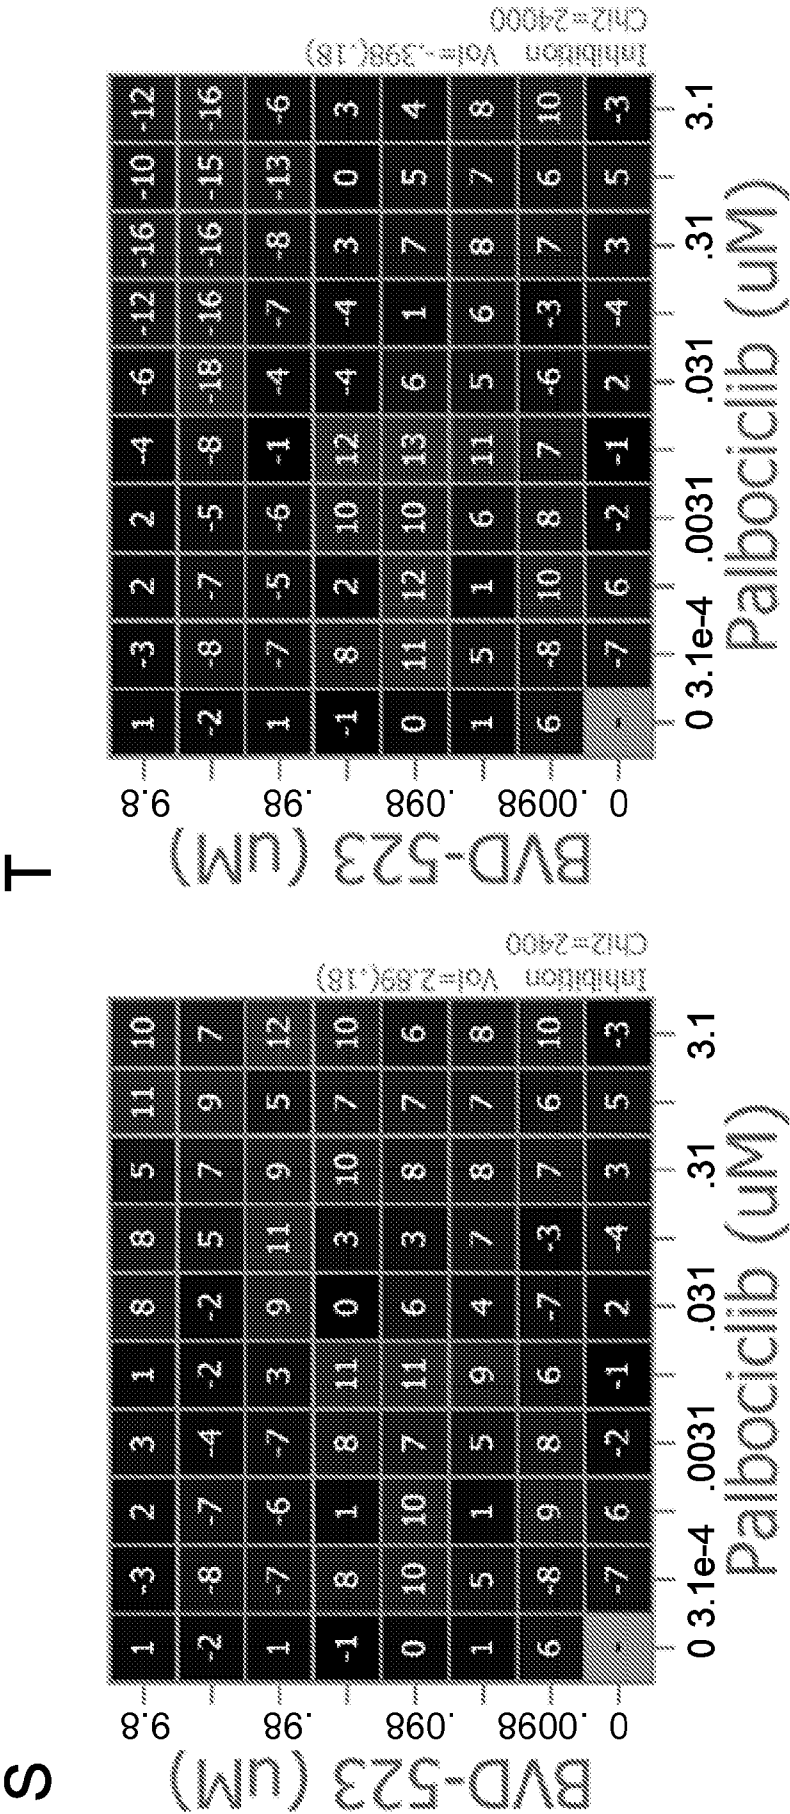 S
BVD-523 (uM)
9.8 1 -3 2 3 1 8 8 5 11 10
-2 -8 -7 -4 -2 -2 5 7 9 7
.98 1 -7 -6 -7 3 9 11 9 5 12
-1 8 1 8 11 0 3 10 7 10
.098 0 10 10 7 11 6 3 8 7 6
1 5 1 5 9 4 7 8 7 8
.0098 6 -8 9 8 6 -7 -3 7 6 10
0 - -7 6 -2 -1 2 -4 3 5 -3
0 3.1e-4 .0031 .031 .31 3.1
Palbociclib (uM)
Inhibition Vol=2.89(.18)
Chi2=2400
T
BVD-523 (uM)
9.8 1 -3 2 2 -4 -6 -12 -16 -10 -12
-2 -8 -7 -5 -8 -18 -16 -16 -15 -16
.98 1 -7 -5 -6 -1 -4 -7 -8 -13 -6
-1 8 2 10 12 -4 -4 3 0 3
.098 0 11 12 10 13 6 1 7 5 4
1 5 1 6 11 5 6 8 7 8
.0098 6 -8 10 8 7 -6 -3 7 6 10
0 - -7 6 -2 -1 2 -4 3 5 -3
0 3.1e-4 .0031 .031 .31 3.1
Palbociclib (uM)
Inhibition Vol=-.398(.18)
Chi2=24000